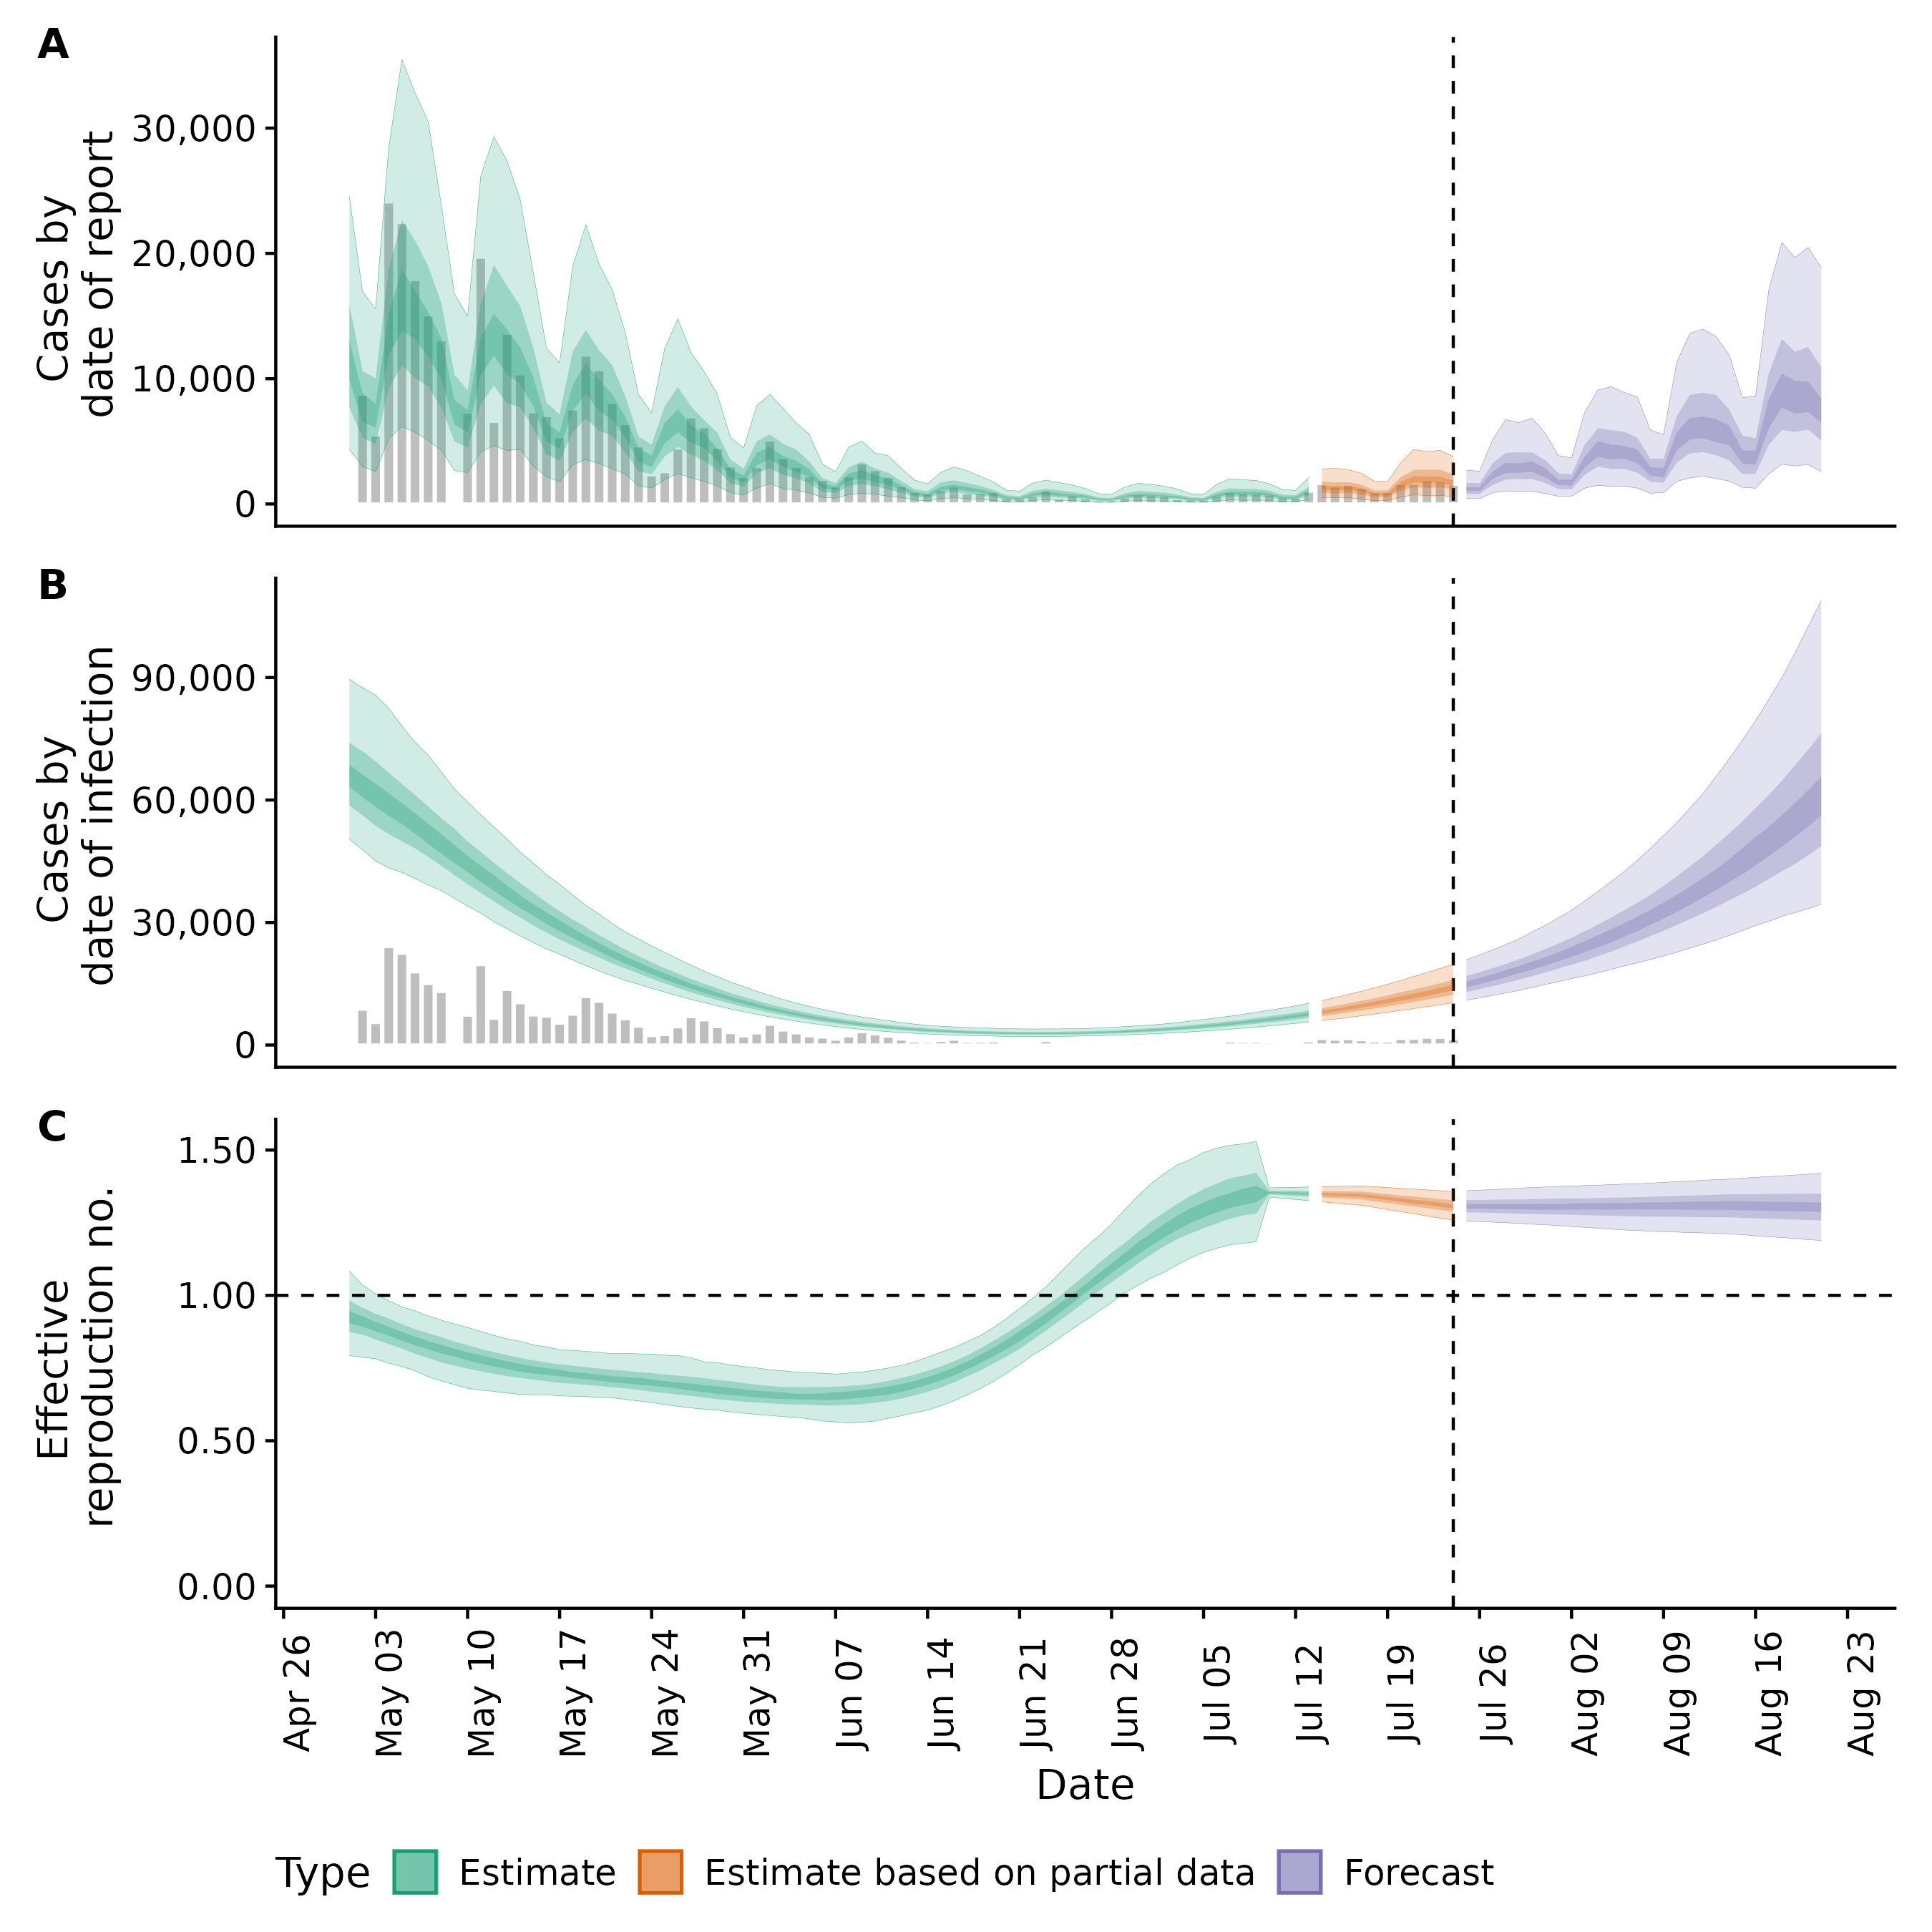 A
Cases by
date of report
30,000
20,000
10,000
0
B
Cases by
date of infection
90,000
60,000
30,000
0
C
Effective
reproduction no.
1.50
1.00
0.50
0.00
Apr 26
May 03
May 10
May 17
May 24
May 31
Jun 07
Jun 14
Jun 21
Jun 28
Jul 05
Jul 12
Jul 19
Jul 26
Aug 02
Aug 09
Aug 16
Aug 23
Date
Type Estimate Estimate based on partial data Forecast